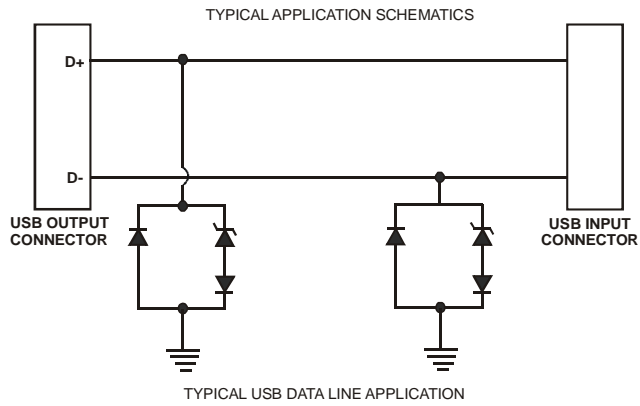 TYPICAL APPLICATION SCHEMATICS
D+
D-
USB OUTPUT
CONNECTOR
USB INPUT
CONNECTOR
TYPICAL USB DATA LINE APPLICATION